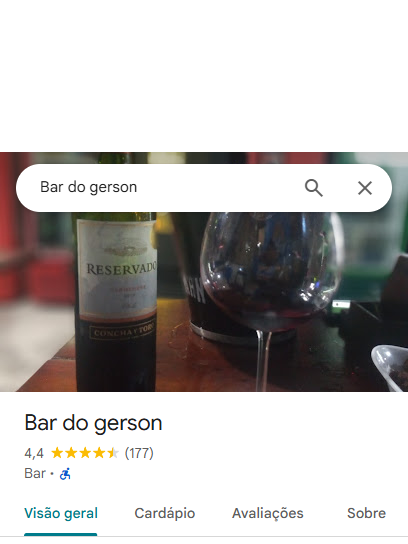 Bar do gerson
RESERVADO
CONCHA Y TORO
Bar do gerson
4,4 (177)
Bar ·
Visão geral Cardápio Avaliações Sobre